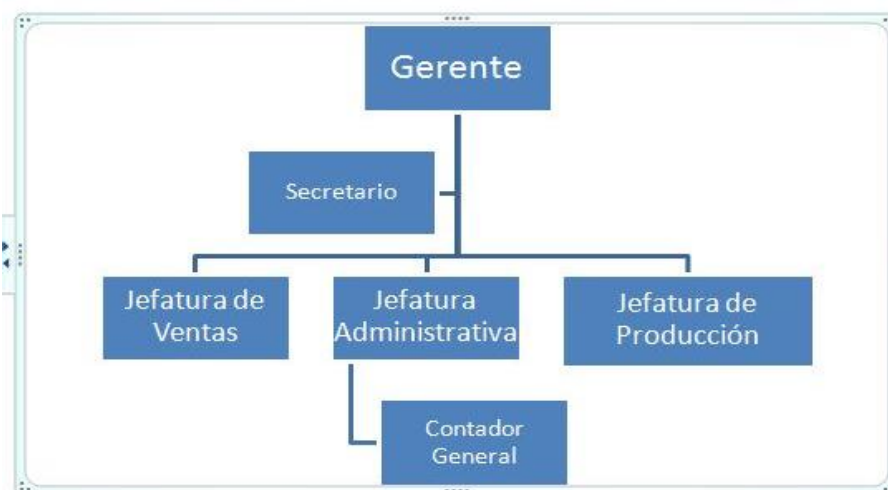 Gerente
Secretario
Jefatura de
Ventas
Jefatura
Administrativa
Jefatura de
Producción
Contador
General